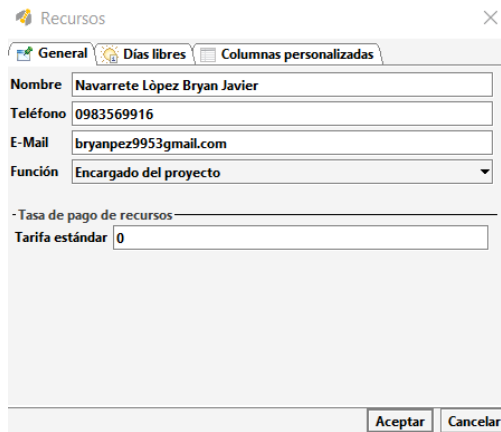 Recursos
General Días libres Columnas personalizadas
Nombre Navarrete Lòpez Bryan Javier
Teléfono 0983569916
E-Mail bryanpez9953gmail.com
Función Encargado del proyecto
Tasa de pago de recursos
Tarifa estándar 0
Aceptar Cancelar